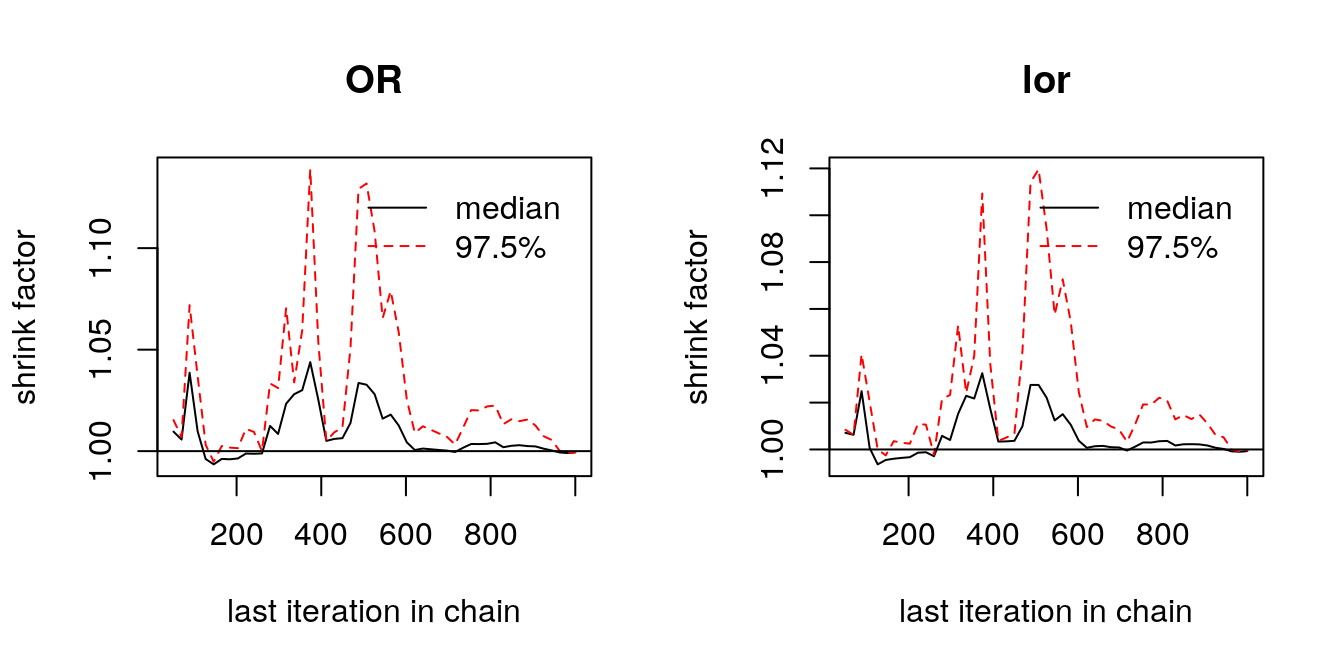 OR
shrink factor
1.00 1.05 1.10
median
97.5%
200 400 600 800
last iteration in chain
lor
shrink factor
1.00 1.04 1.08 1.12
median
97.5%
200 400 600 800
last iteration in chain